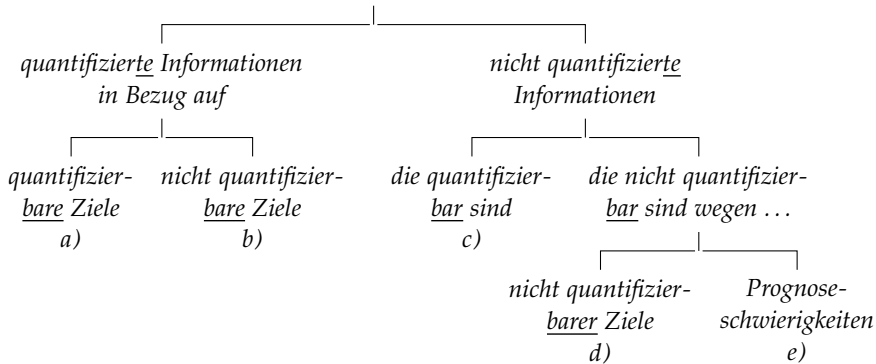 quantifizierte Informationen
in Bezug auf
nicht quantifizierte
Informationen
quantifizier-
bare Ziele
a)
nicht quantifizier-
bare Ziele
b)
die quantifizier-
bar sind
c)
die nicht quantifizier-
bar sind wegen ...
nicht quantifizier-
barer Ziele
d)
Prognose-
schwierigkeiten
e)